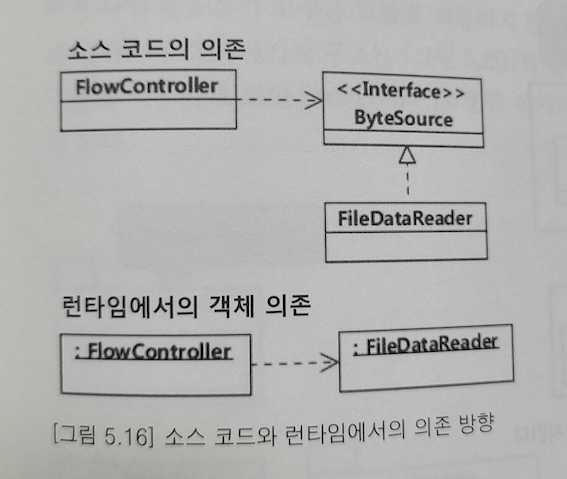 소스 코드의 의존
FlowController
<<Interface>>
ByteSource
FileDataReader
런타임에서의 객체 의존
: FlowController
: FileDataReader
[그림 5.16] 소스 코드와 런타임에서의 의존 방향